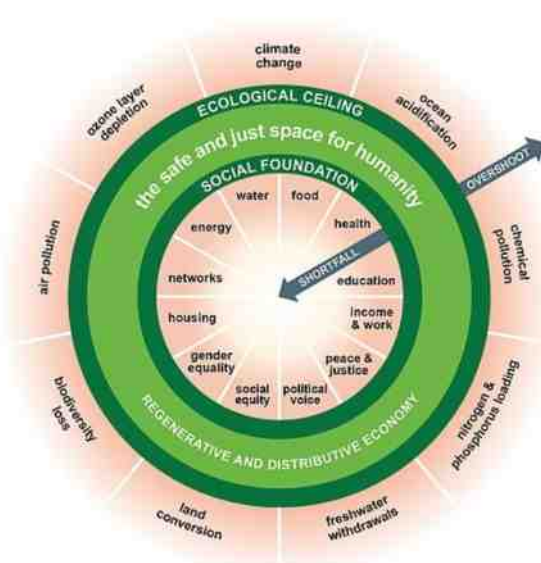 climate
change
ocean
acidification
chemical
pollution
nitrogen &
phosphorus loading
freshwater
withdrawals
land
conversion
biodiversity
loss
air pollution
ozone layer
depletion
OVERSHOOT
ECOLOGICAL CEILING
the safe and just space for humanity
SOCIAL FOUNDATION
water
food
health
SHORTFALL
education
income
& work
peace &
justice
political
voice
social
equity
gender
equality
housing
networks
energy
REGENERATIVE AND DISTRIBUTIVE ECONOMY